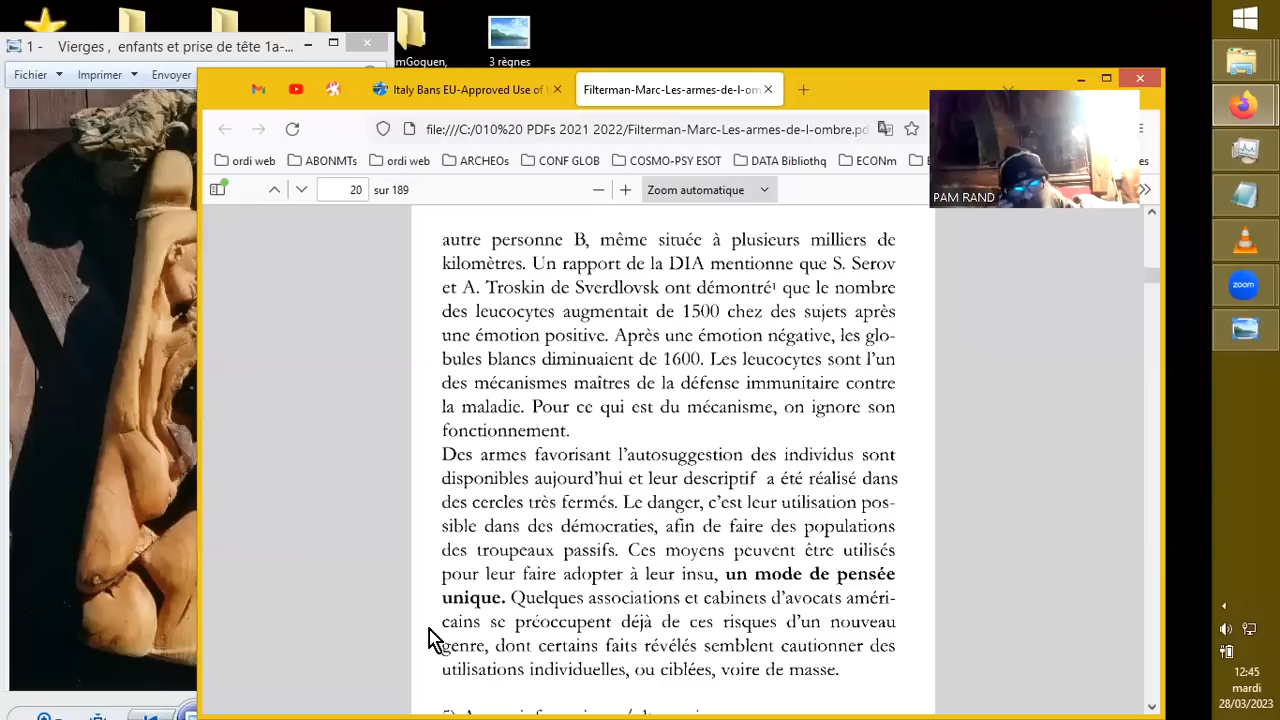 mGoquen,
3 règnes
1 - Vierges , enfants et prise de tête 1a-...
Fichier Imprimer Envoyer
Italy Bans EU-Approved Use of
Filterman-Marc-Les-armes-de-l-om
file:///C:/010%20 PDFs 2021 2022/Filterman-Marc-Les-armes-de-l-ombre.pd
ordi web ABONMTs ordi web ARCHEOs CONF GLOB COSMO-PSY ESOT DATA Bibliothq ECONm
PAM RAND
20 sur 189 Zoom automatique
autre personne B, même située à plusieurs milliers de
kilomètres. Un rapport de la DIA mentionne que S. Serov
et A. Troskin de Sverdlovsk ont démontré¹ que le nombre
des leucocytes augmentait de 1500 chez des sujets après
une émotion positive. Après une émotion négative, les glo-
bules blancs diminuaient de 1600. Les leucocytes sont l'un
des mécanismes maîtres de la défense immunitaire contre
la maladie. Pour ce qui est du mécanisme, on ignore son
fonctionnement.
Des armes favorisant l'autosuggestion des individus sont
disponibles aujourd'hui et leur descriptif a été réalisé dans
des cercles très fermés. Le danger, c'est leur utilisation pos-
sible dans des démocraties, afin de faire des populations
des troupeaux passifs. Ces moyens peuvent être utilisés
pour leur faire adopter à leur insu, un mode de pensée
unique. Quelques associations et cabinets d'avocats améri-
cains se préoccupent déjà de ces risques d'un nouveau
genre, dont certains faits révélés semblent cautionner des
utilisations individuelles, ou ciblées, voire de masse.
zoom
12:45
mardi
28/03/2023